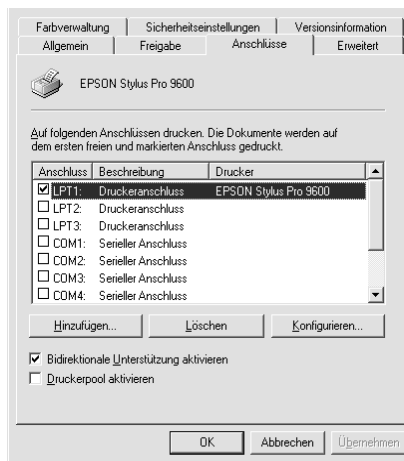 Farbverwaltung Sicherheitseinstellungen Versionsinformation
Allgemein Freigabe Anschlüsse Erweitert
EPSON Stylus Pro 9600
Auf folgenden Anschlüssen drucken. Die Dokumente werden auf
dem ersten freien und markierten Anschluss gedruckt.
Anschluss Beschreibung Drucker
LPT1: Druckeranschluss EPSON Stylus Pro 9600
LPT2: Druckeranschluss
LPT3: Druckeranschluss
COM1: Serieller Anschluss
COM2: Serieller Anschluss
COM3: Serieller Anschluss
COM4: Serieller Anschluss
Hinzufügen... Löschen Konfigurieren...
Bidirektionale Unterstützung aktivieren
Druckerpool aktivieren
OK Abbrechen Übernehmen